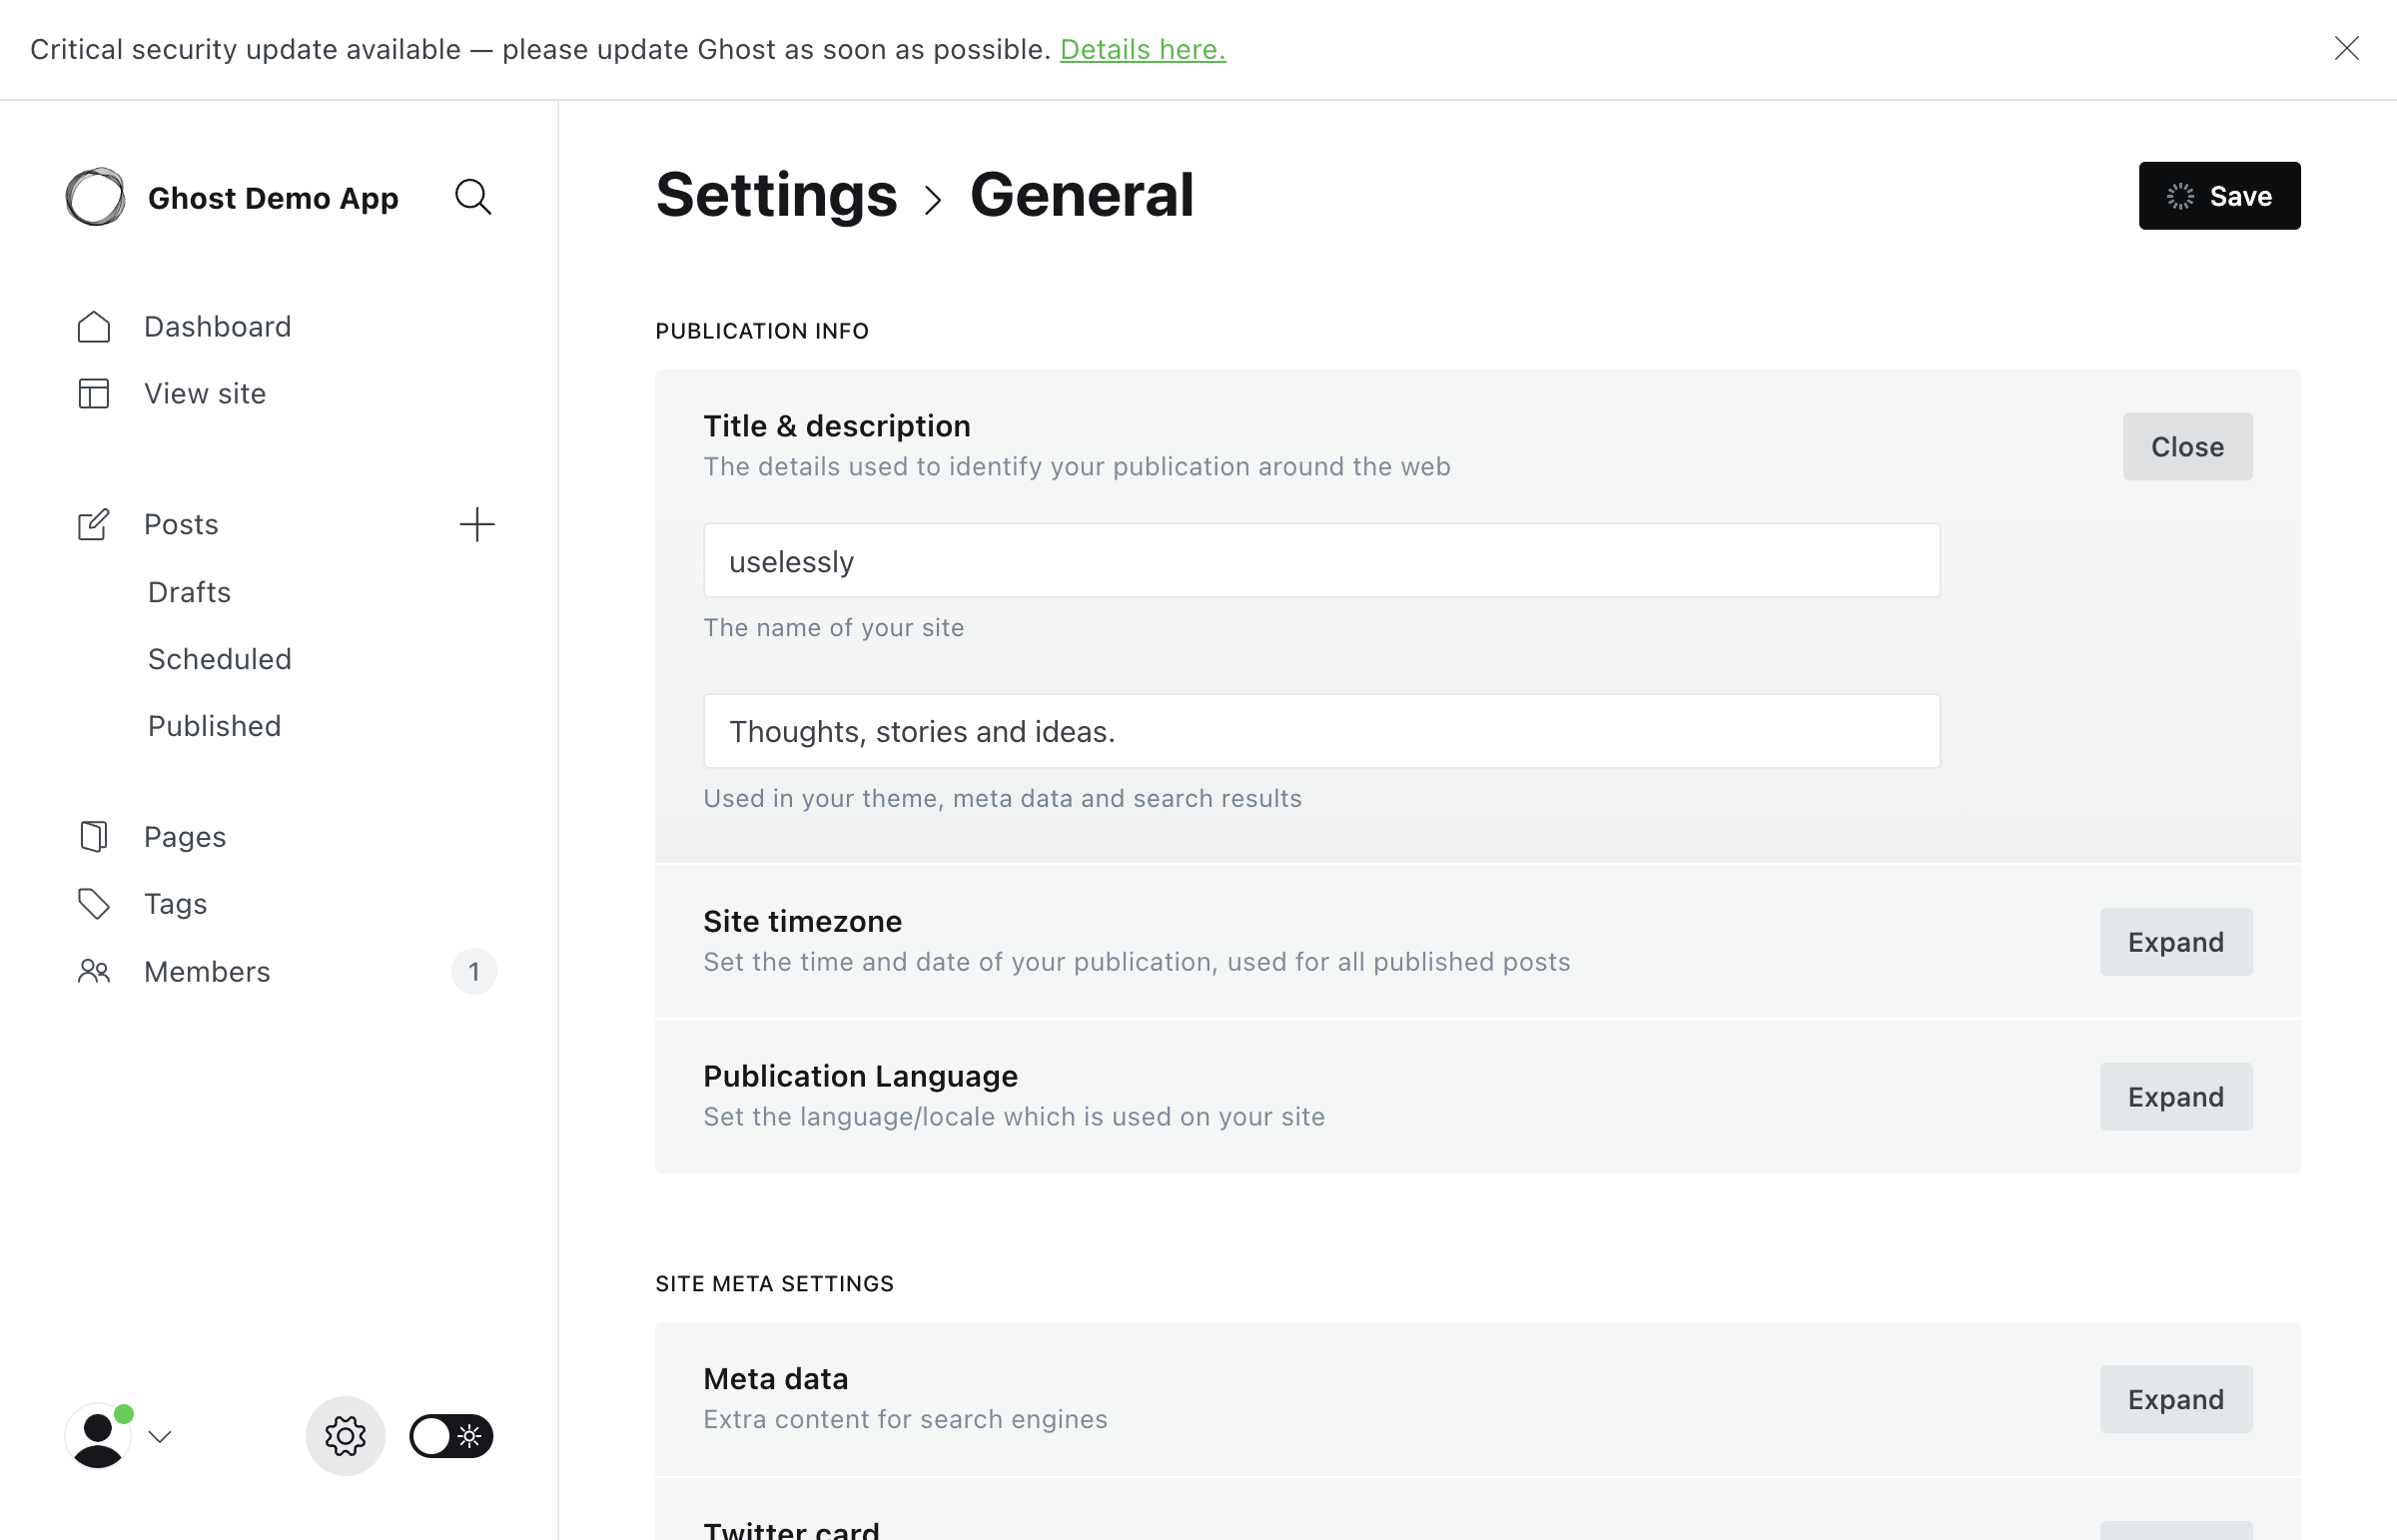 Critical security update available — please update Ghost as soon as possible. Details here.
Ghost Demo App
Dashboard
View site
Posts
Drafts
Scheduled
Published
Pages
Tags
Members 1
Settings > General
Save
PUBLICATION INFO
Title & description
The details used to identify your publication around the web
Close
uselessly
The name of your site
Thoughts, stories and ideas.
Used in your theme, meta data and search results
Site timezone
Set the time and date of your publication, used for all published posts
Expand
Publication Language
Set the language/locale which is used on your site
Expand
SITE META SETTINGS
Meta data
Extra content for search engines
Expand
Twitter card